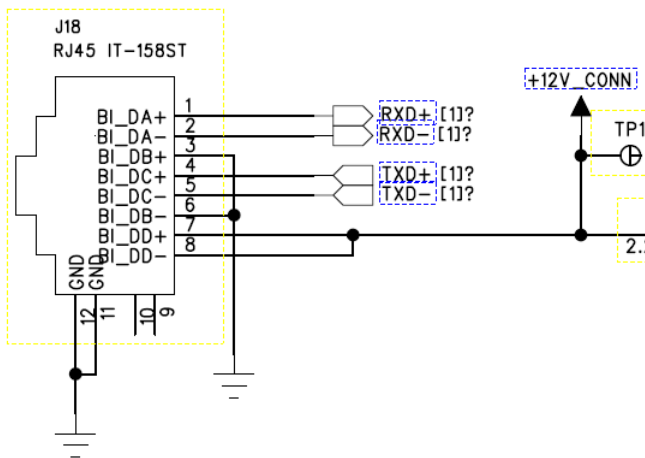 J18
RJ45 IT-158ST
+12V_CONN
BI_DA+ 1 RXD+ [1]?
BI_DA- 2 RXD- [1]?
TP1
BI_DB+ 3
BI_DC+ 4 TXD+ [1]?
BI_DC- 5 TXD- [1]?
BI_DB- 6
BI_DD+ 7
BI_DD- 8
2.
GND
GND
12
11
10
9